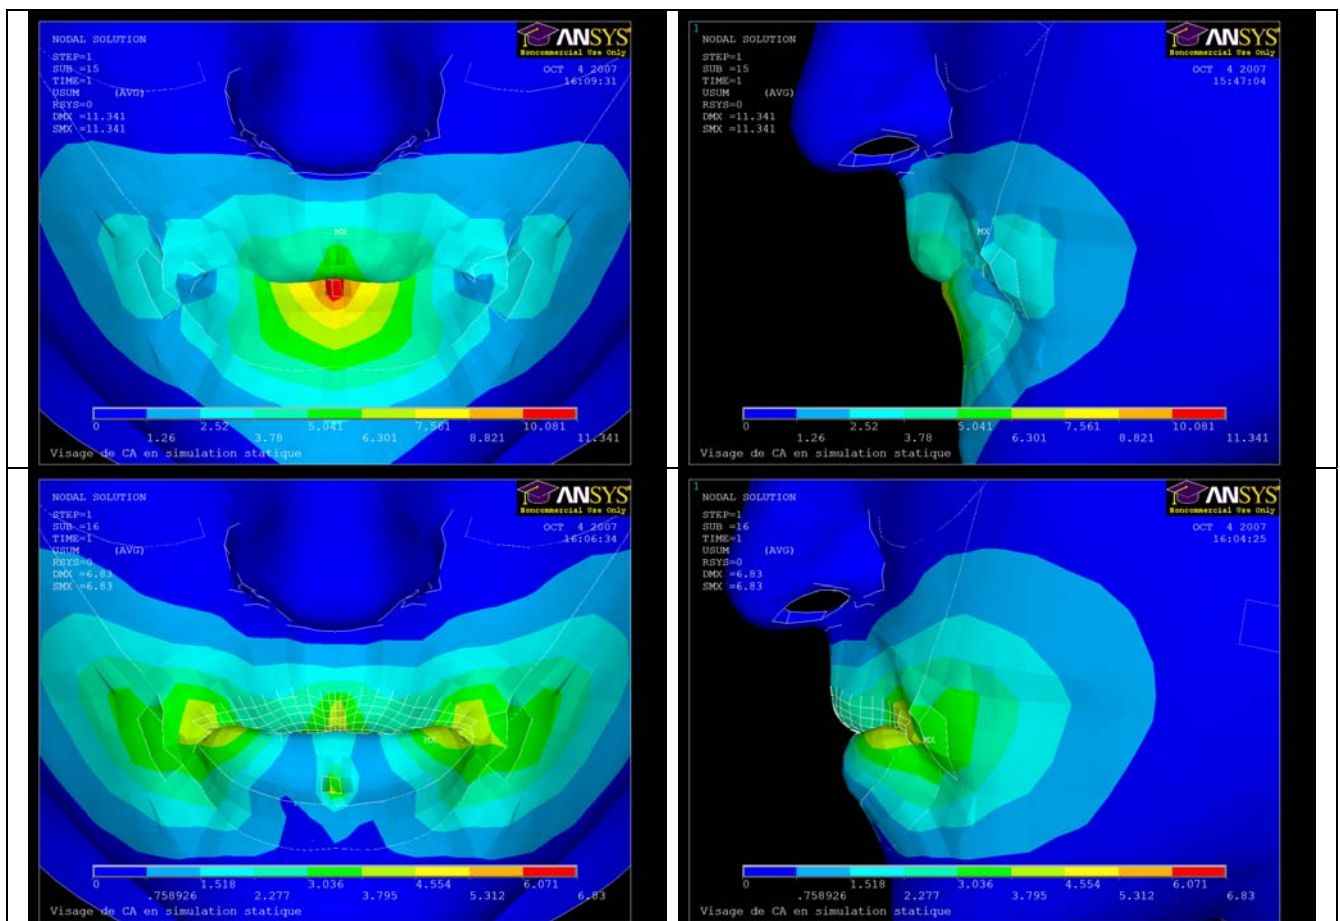 NODAL SOLUTION
STEP=1
SUB =15
TIME=1
USUM (AVG)
RSYS=0
DMX =11.341
SMX =11.341
ANSYS
Noncommercial Use Only
OCT 4 2007
16:09:31
MX
0 2.52 5.041 7.561 10.081
1.26 3.78 6.301 8.821 11.341
Visage de CA en simulation statique
1
NODAL SOLUTION
STEP=1
SUB =15
TIME=1
USUM (AVG)
RSYS=0
DMX =11.341
SMX =11.341
ANSYS
Noncommercial Use Only
OCT 4 2007
15:47:04
MX
0 2.52 5.041 7.561 10.081
1.26 3.78 6.301 8.821 11.341
Visage de CA en simulation statique
NODAL SOLUTION
STEP=1
SUB =16
TIME=1
USUM (AVG)
RSYS=0
DMX =6.83
SMX =6.83
ANSYS
Noncommercial Use Only
OCT 4 2007
16:06:34
MX
0 1.518 3.036 4.554 6.071
.758926 2.277 3.795 5.312 6.83
Visage de CA en simulation statique
1
NODAL SOLUTION
STEP=1
SUB =16
TIME=1
USUM (AVG)
RSYS=0
DMX =6.83
SMX =6.83
ANSYS
Noncommercial Use Only
OCT 4 2007
16:04:25
MX
0 1.518 3.036 4.554 6.071
.758926 2.277 3.795 5.312 6.83
Visage de CA en simulation statique